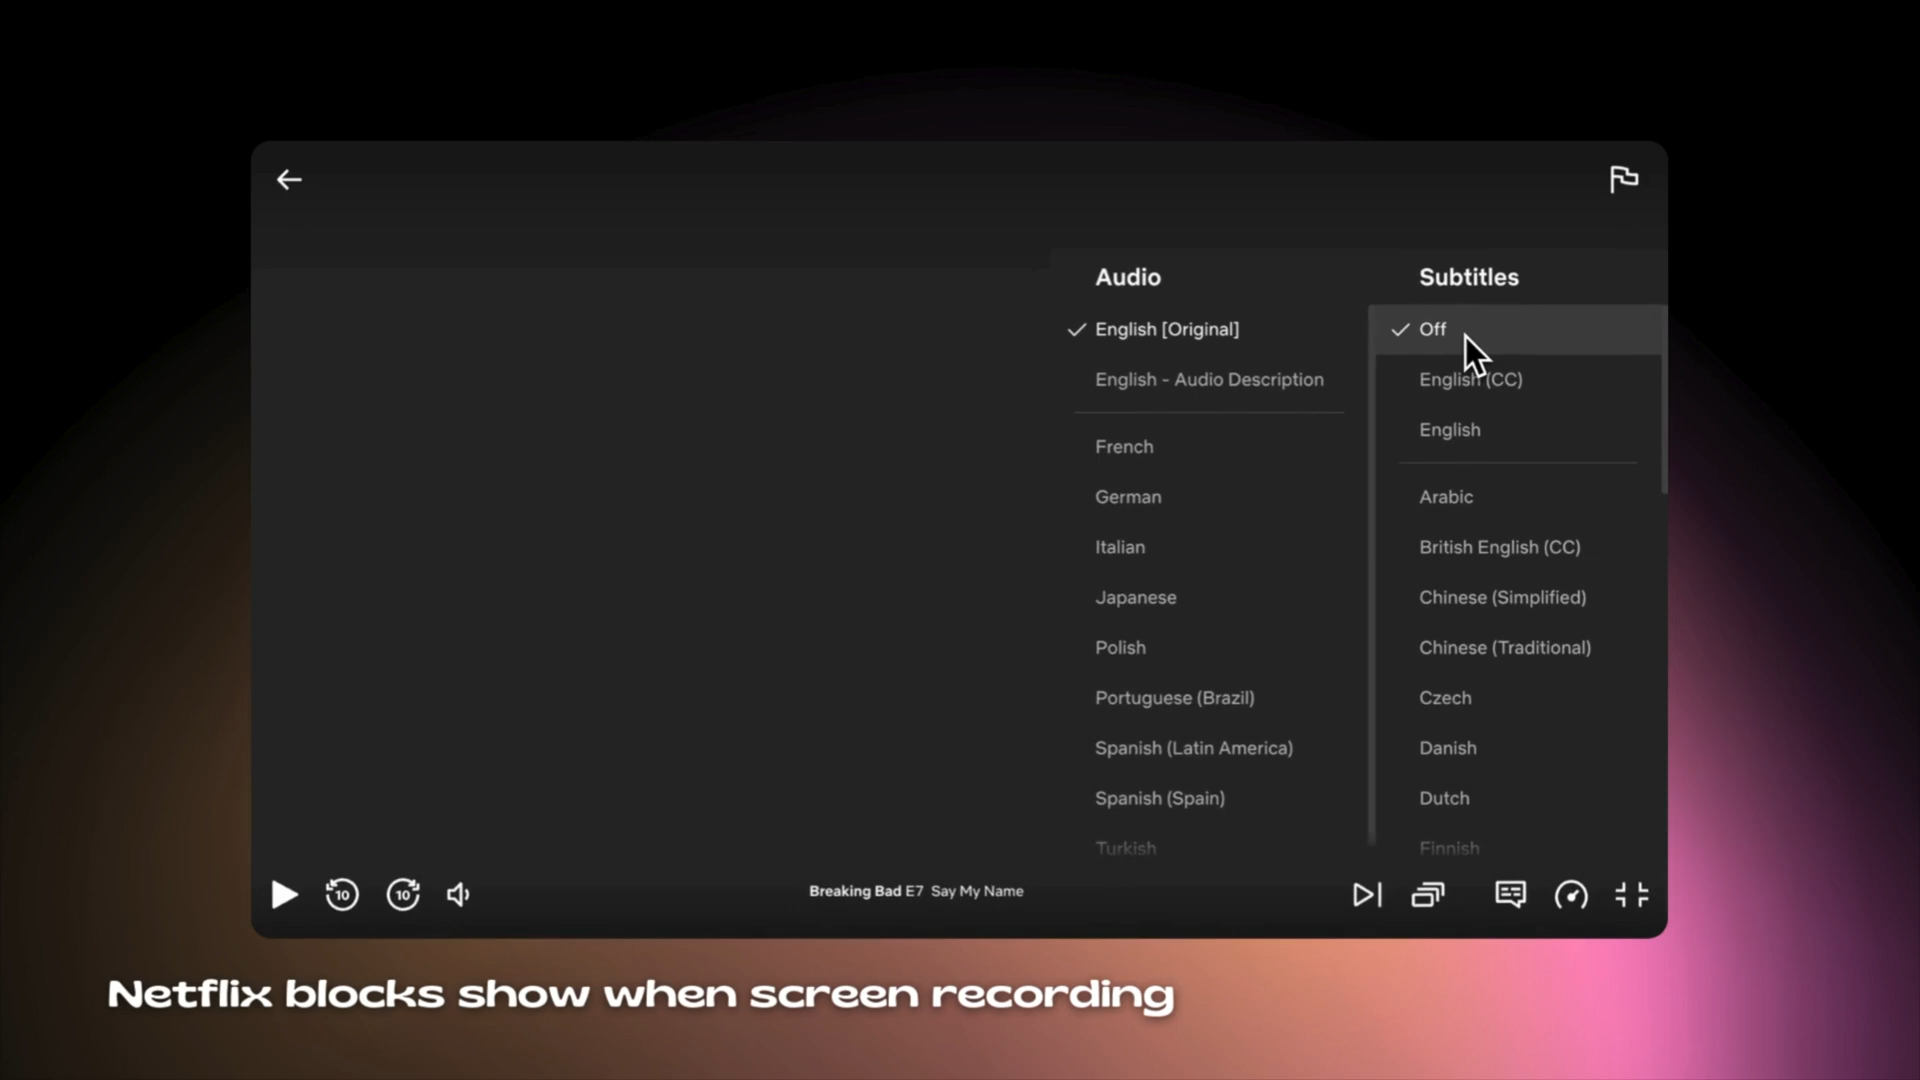 Audio
English [Original]
English - Audio Description
French
German
Italian
Japanese
Polish
Portuguese (Brazil)
Spanish (Latin America)
Spanish (Spain)
Turkish
Subtitles
Off
English (CC)
English
Arabic
British English (CC)
Chinese (Simplified)
Chinese (Traditional)
Czech
Danish
Dutch
Finnish
10
10
Breaking Bad E7 Say My Name
Netflix blocks show when screen recording